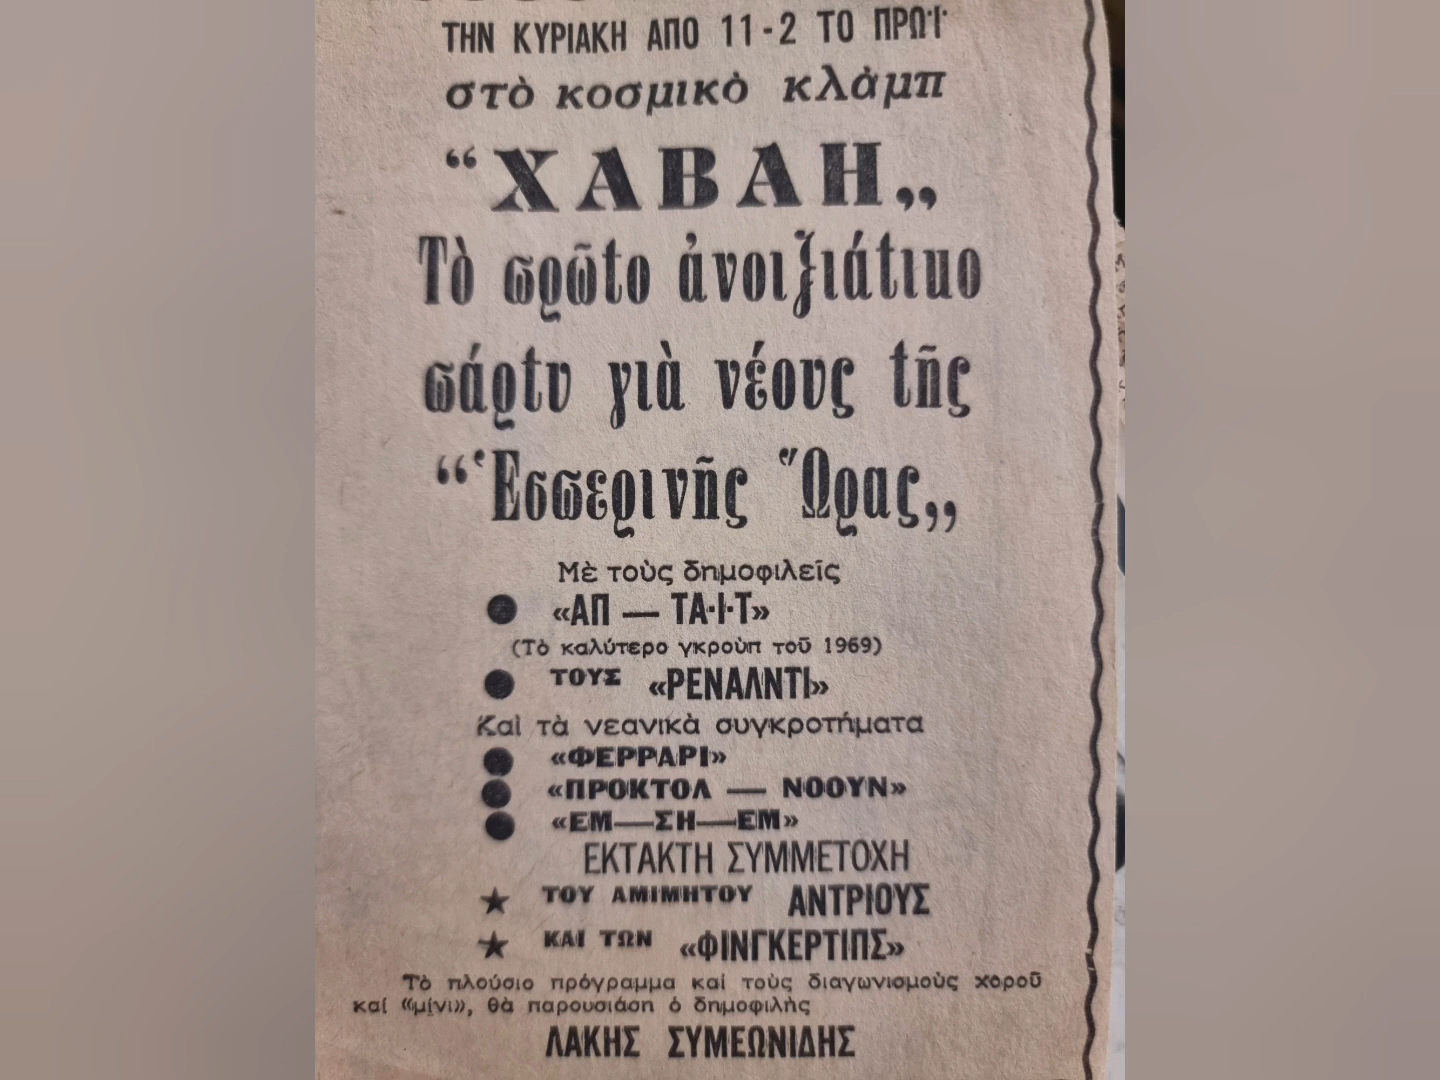 ΤΗΝ ΚΥΡΙΑΚΗ ΑΠΟ 11-2 ΤΟ ΠΡΩ·Ι·
στὸ κοσμικὸ κλὰμπ
“ΧΑΒΑΗ„
Τὸ πρῶτο ἀνοιξιάτικο
πάρτυ γιὰ νέους τῆς
“Ἑσπερινῆς Ὥρας„
Μὲ τοὺς δημοφιλεῖς
● «ΑΠ — ΤΑ·Ι·Τ»
(Τὸ καλύτερο γκροὺπ τοῦ 1969)
● ΤΟΥΣ «ΡΕΝΑΛΝΤΙ»
Καὶ τὰ νεανικὰ συγκροτήματα
● «ΦΕΡΡΑΡΙ»
● «ΠΡΟΚΤΟΛ — ΝΟΟΥΝ»
● «ΕΜ—ΣΗ—ΕΜ»
ΕΚΤΑΚΤΗ ΣΥΜΜΕΤΟΧΗ
★ ΤΟΥ ΑΜΙΜΗΤΟΥ ΑΝΤΡΙΟΥΣ
★ ΚΑΙ ΤΩΝ «ΦΙΝΓΚΕΡΤΙΠΣ»
Τὸ πλούσιο πρόγραμμα καί τοὺς διαγωνισμοὺς χοροῦ
καί «μίνι», θὰ παρουσιάση ὁ δημοφιλὴς
ΛΑΚΗΣ ΣΥΜΕΩΝΙΔΗΣ